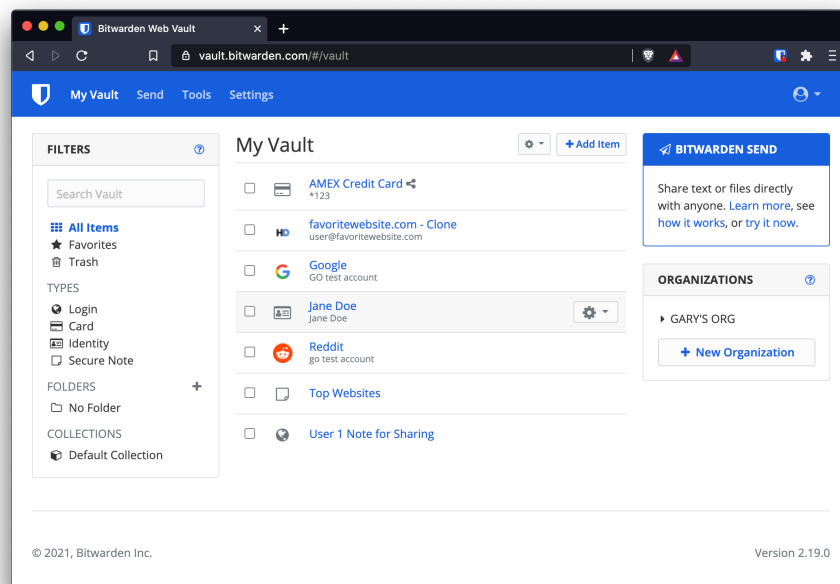 Bitwarden Web Vault
vault.bitwarden.com/#/vault
My Vault
Send
Tools
Settings
FILTERS
Search Vault
All Items
Favorites
Trash
TYPES
Login
Card
Identity
Secure Note
FOLDERS
No Folder
COLLECTIONS
Default Collection
My Vault
Add Item
AMEX Credit Card
*123
favoritewebsite.com - Clone
user@favoritewebsite.com
Google
GO test account
Jane Doe
Jane Doe
Reddit
go test account
Top Websites
User 1 Note for Sharing
BITWARDEN SEND
Share text or files directly
with anyone. Learn more, see
how it works, or try it now.
ORGANIZATIONS
GARY'S ORG
New Organization
© 2021, Bitwarden Inc.
Version 2.19.0